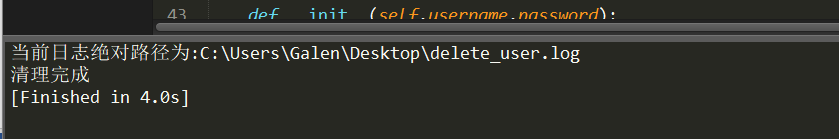 43 def __init__(self,username,password):
当前日志绝对路径为:C:\Users\Galen\Desktop\delete_user.log
清理完成
[Finished in 4.0s]